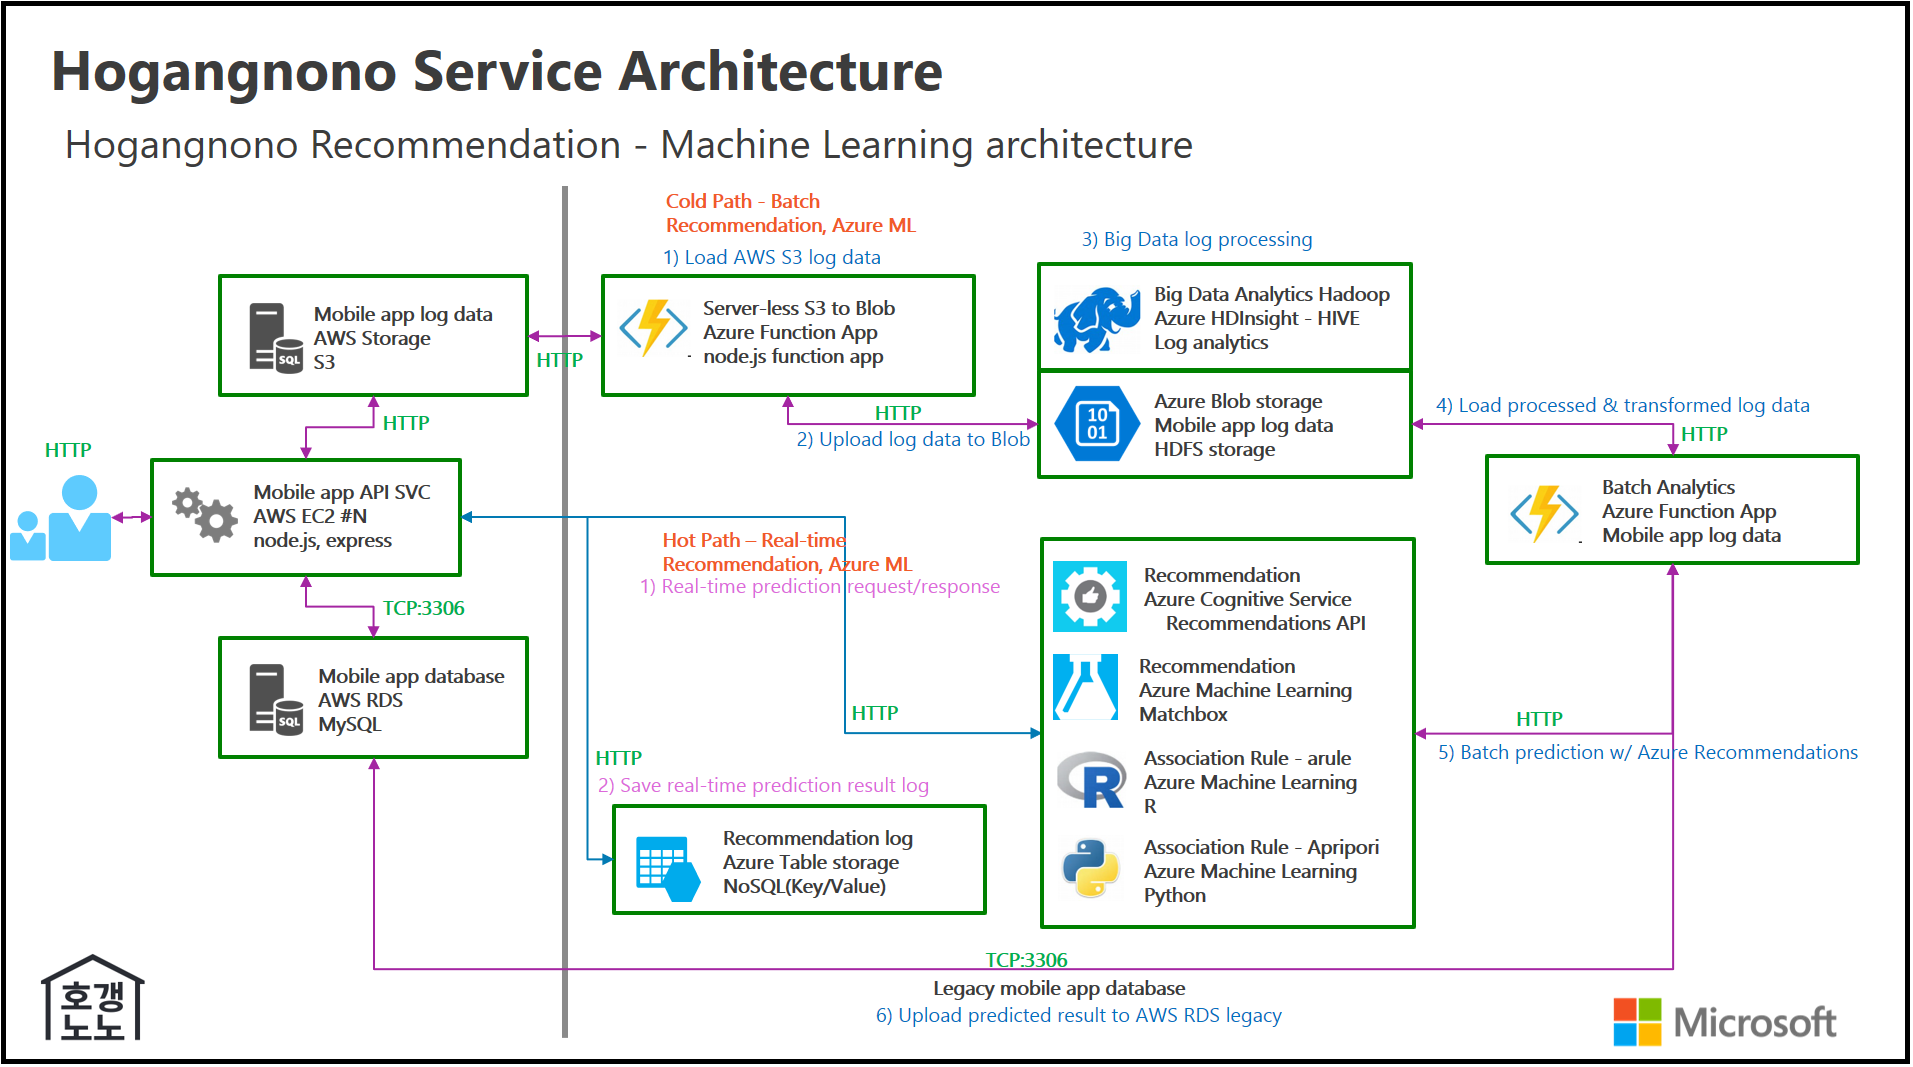 Hogangnono Service Architecture
Hogangnono Recommendation - Machine Learning architecture
Cold Path - Batch
Recommendation, Azure ML
1) Load AWS S3 log data
3) Big Data log processing
Mobile app log data
AWS Storage
S3
SQL
HTTP
Server-less S3 to Blob
Azure Function App
node.js function app
Big Data Analytics Hadoop
Azure HDInsight - HIVE
Log analytics
HTTP
HTTP
2) Upload log data to Blob
10
01
Azure Blob storage
Mobile app log data
HDFS storage
4) Load processed & transformed log data
HTTP
HTTP
Mobile app API SVC
AWS EC2 #N
node.js, express
Batch Analytics
Azure Function App
Mobile app log data
Hot Path – Real-time
Recommendation, Azure ML
1) Real-time prediction request/response
TCP:3306
Recommendation
Azure Cognitive Service
Recommendations API
Mobile app database
AWS RDS
MySQL
SQL
Recommendation
Azure Machine Learning
Matchbox
HTTP
HTTP
5) Batch prediction w/ Azure Recommendations
HTTP
2) Save real-time prediction result log
R
Association Rule - arule
Azure Machine Learning
R
Recommendation log
Azure Table storage
NoSQL(Key/Value)
Association Rule - Apripori
Azure Machine Learning
Python
TCP:3306
Legacy mobile app database
6) Upload predicted result to AWS RDS legacy
호갱
노노
Microsoft